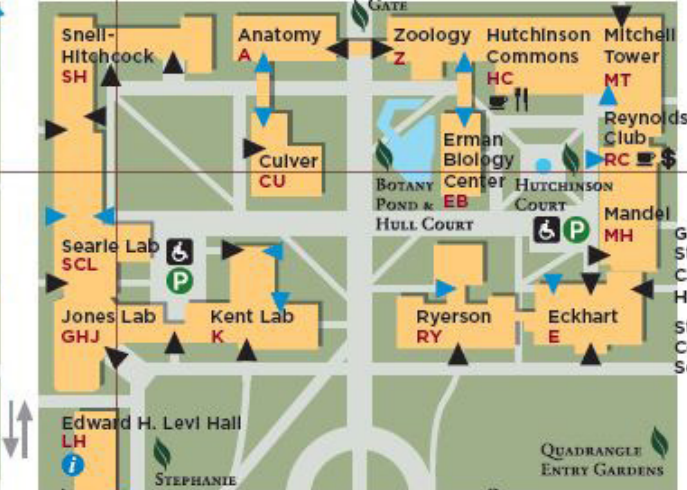 GATE
Snell-
Hitchcock
SH
Anatomy
A
Zoology
Z
Hutchinson
Commons
HC
Mitchell
Tower
MT
Reynolds
Club
RC
$
Culver
CU
Erman
Biology
Center
EB
BOTANY
POND &
HULL COURT
HUTCHINSON
COURT
P
Mandel
MH
Searle Lab
SCL
P
Jones Lab
GHJ
Kent Lab
K
Ryerson
RY
Eckhart
E
Edward H. Levi Hall
LH
i
STEPHANIE
QUADRANGLE
ENTRY GARDENS